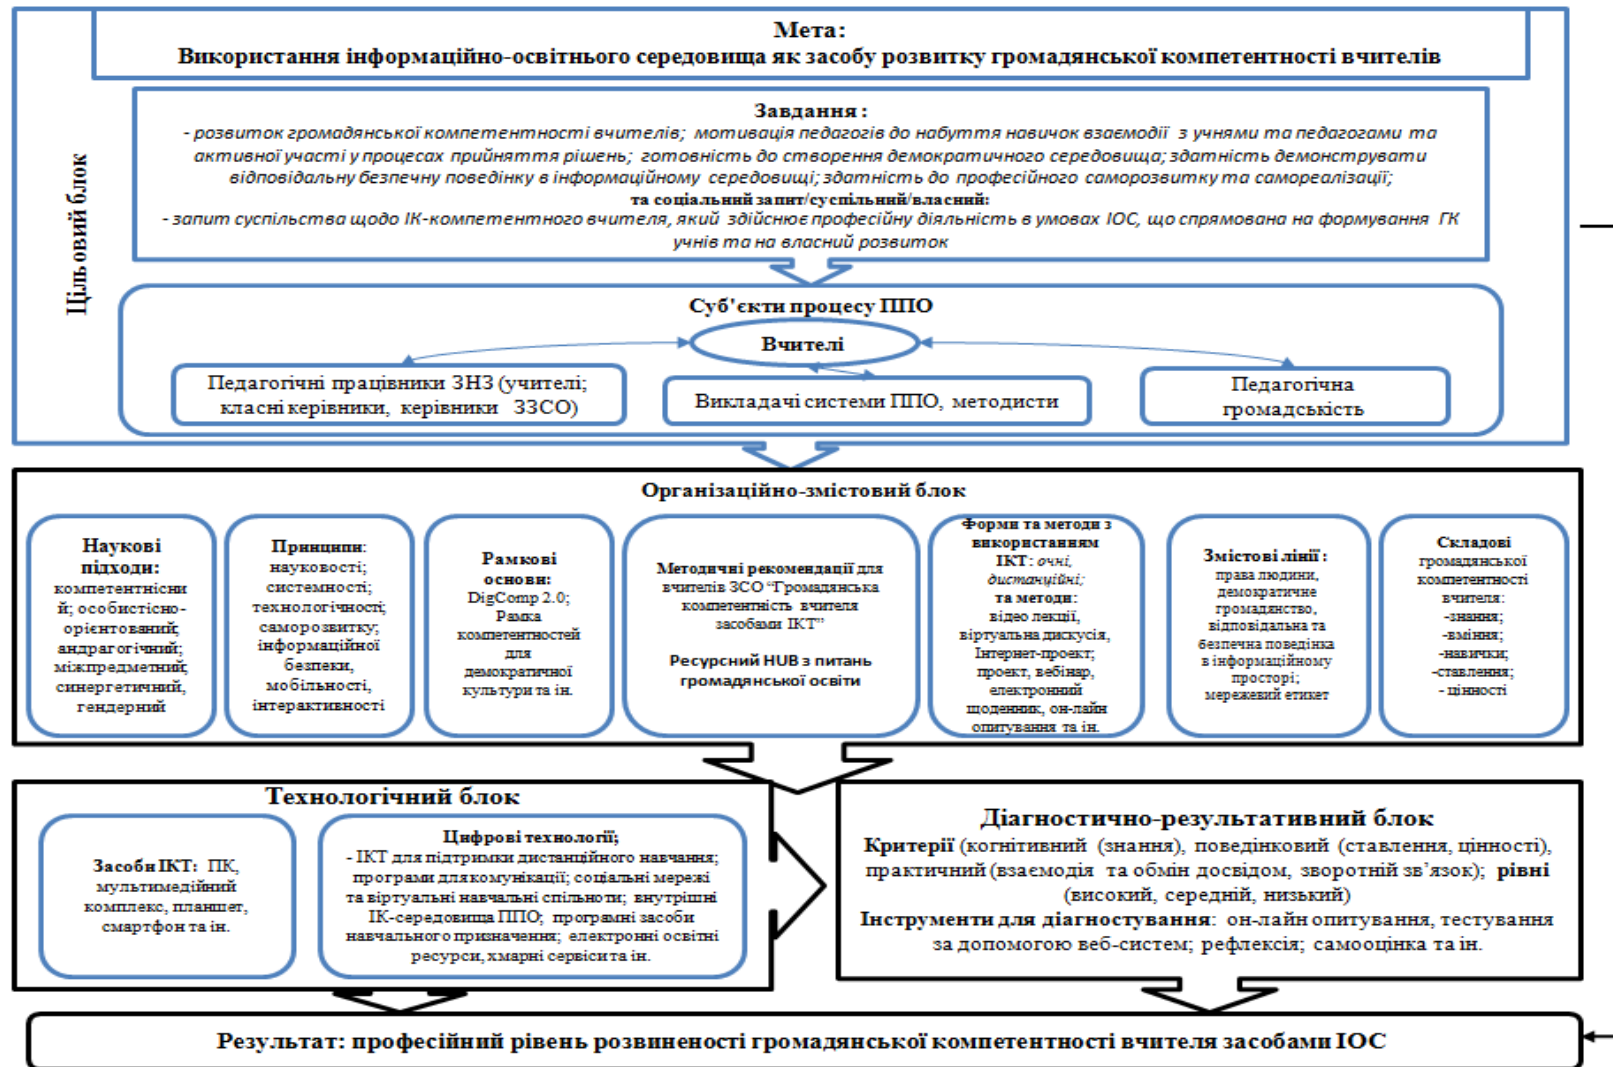 Мета:
Використання інформаційно-освітнього середовища як засобу розвитку громадянської компетентності вчителів
Цільовий блок
Завдання :
- розвиток громадянської компетентності вчителів; мотивація педагогів до набуття навичок взаємодії з учнями та педагогами та
активної участі у процесах прийняття рішень; готовність до створення демократичного середовища; здатність демонструвати
відповідальну безпечну поведінку в інформаційному середовищі; здатність до професійного саморозвитку та самореалізації;
та соціальний запит/суспільний/власний:
- запит суспільства щодо ІК-компетентного вчителя, який здійснює професійну діяльність в умовах ІОС, що спрямована на формування ГК
учнів та на власний розвиток
Суб'єкти процесу ППО
Вчителі
Педагогічні працівники ЗНЗ (учителі;
класні керівники, керівники ЗЗСО)
Викладачі системи ППО, методисти
Педагогічна
громадськість
Організаційно-змістовий блок
Наукові
підходи:
компетентнісни
й; особистісно-
орієнтований;
андрагогічний;
міжпредметний;
синергетичний,
гендерний
Принципи:
науковості;
системності;
технологічності;
саморозвитку;
інформаційної
безпеки,
мобільності,
інтерактивності
Рамкові
основи:
DigComp 2.0;
Рамка
компетентностей
для
демократичної
культури та ін.
Методичні рекомендації для
вчителів ЗСО “Громадянська
компетентність вчителя
засобами ІКТ”
Ресурсний HUB з питань
громадянської освіти
Форми та методи з
використанням
ІКТ: очні,
дистанційні;
та методи:
відео лекції,
віртуальна дискусія,
Інтернет-проект;
проект, вебінар,
електронний
щоденник, он-лайн
опитування та ін.
Змістові лінії :
права людини,
демократичне
громадянство,
відповідальна та
безпечна поведінка
в інформаційному
просторі;
мережевий етикет
Складові
громадянської
компетентності
вчителя:
-знання;
-вміння;
-навички;
-ставлення;
- цінності
Технологічний блок
Засоби ІКТ: ПК,
мультимедійний
комплекс, планшет,
смартфон та ін.
Цифрові технології;
- ІКТ для підтримки дистанційного навчання;
програми для комунікації; соціальні мережі
та віртуальні навчальні спільноти; внутрішні
ІК-середовища ППО; програмні засоби
навчального призначення; електронні освітні
ресурси, хмарні сервіси та ін.
Діагностично-результативний блок
Критерії (когнітивний (знання), поведінковий (ставлення, цінності),
практичний (взаємодія та обмін досвідом, зворотній зв’язок); рівні
(високий, середній, низький)
Інструменти для діагностування: он-лайн опитування, тестування
за допомогою веб-систем; рефлексія; самооцінка та ін.
Результат: професійний рівень розвиненості громадянської компетентності вчителя засобами ІОС